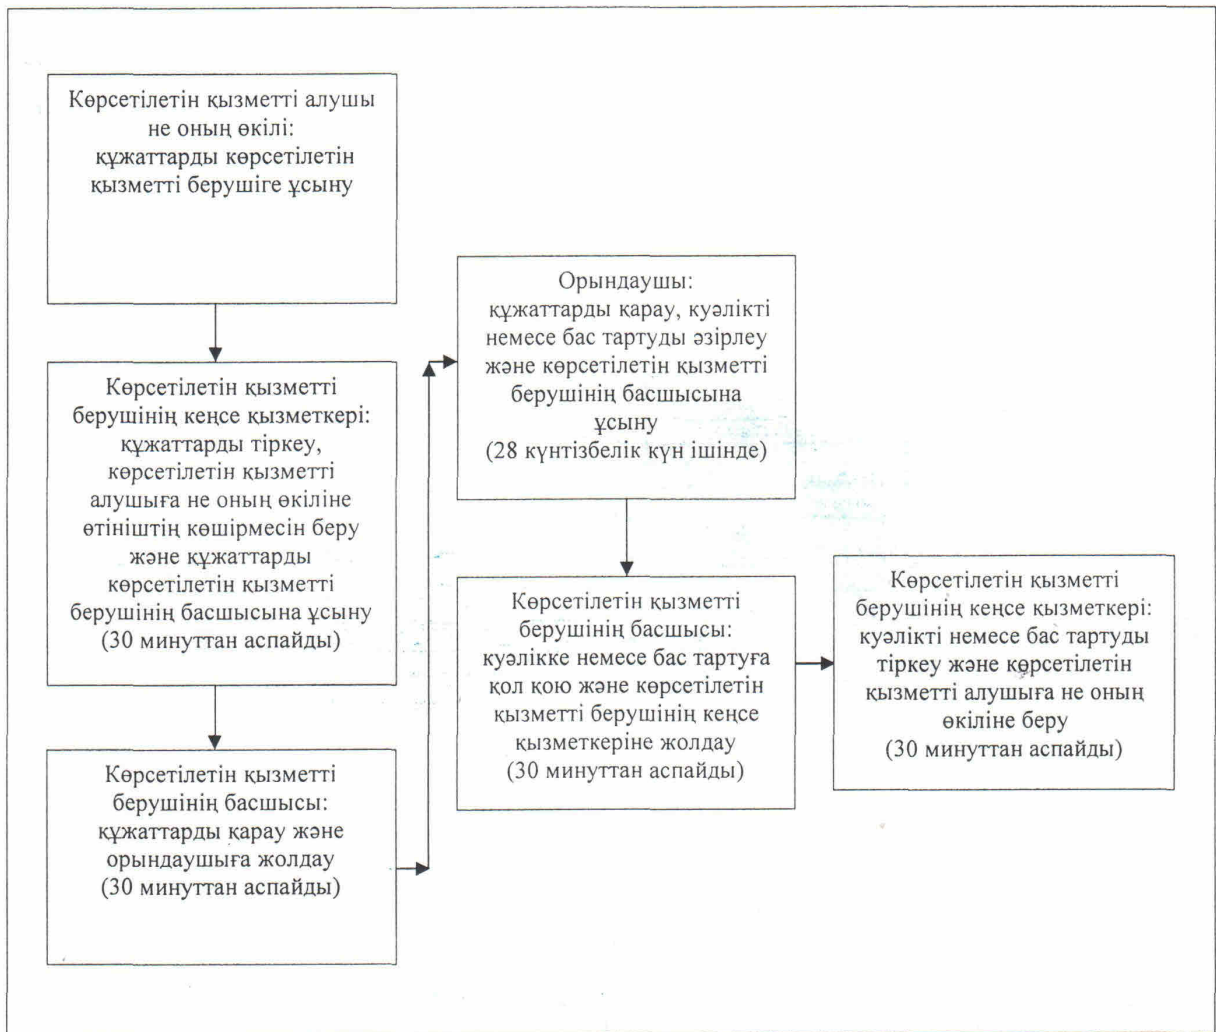 Көрсетілетін қызметті алушы
не оның өкілі:
құжаттарды көрсетілетін
қызметті берушіге ұсыну
Көрсетілетін қызметті
берушінің кеңсе қызметкері:
құжаттарды тіркеу,
көрсетілетін қызметті
алушыға не оның өкіліне
өтініштің көшірмесін беру
және құжаттарды
көрсетілетін қызметті
берушінің басшысына ұсыну
(30 минуттан аспайды)
Көрсетілетін қызметті
берушінің басшысы:
құжаттарды қарау және
орындаушыға жолдау
(30 минуттан аспайды)
Орындаушы:
құжаттарды қарау, куәлікті
немесе бас тартуды әзірлеу
және көрсетілетін қызметті
берушінің басшысына
ұсыну
(28 күнтізбелік күн ішінде)
Көрсетілетін қызметті
берушінің басшысы:
куәлікке немесе бас тартуға
қол қою және көрсетілетін
қызметті берушінің кеңсе
қызметкеріне жолдау
(30 минуттан аспайды)
Көрсетілетін қызметті
берушінің кеңсе қызметкері:
куәлікті немесе бас тартуды
тіркеу және көрсетілетін
қызметті алушыға не оның
өкіліне беру
(30 минуттан аспайды)